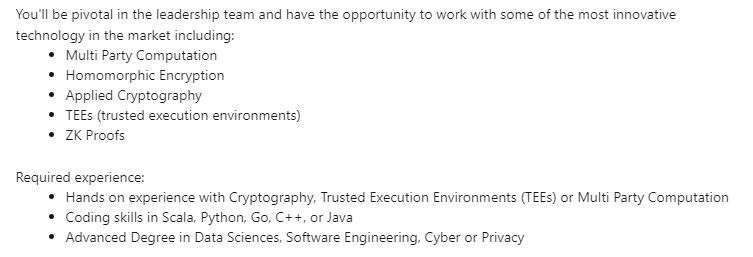 You'll be pivotal in the leadership team and have the opportunity to work with some of the most innovative
technology in the market including:
• Multi Party Computation
• Homomorphic Encryption
• Applied Cryptography
• TEEs (trusted execution environments)
• ZK Proofs
Required experience:
• Hands on experience with Cryptography, Trusted Execution Environments (TEEs) or Multi Party Computation
• Coding skills in Scala, Python, Go, C++, or Java
• Advanced Degree in Data Sciences, Software Engineering, Cyber or Privacy